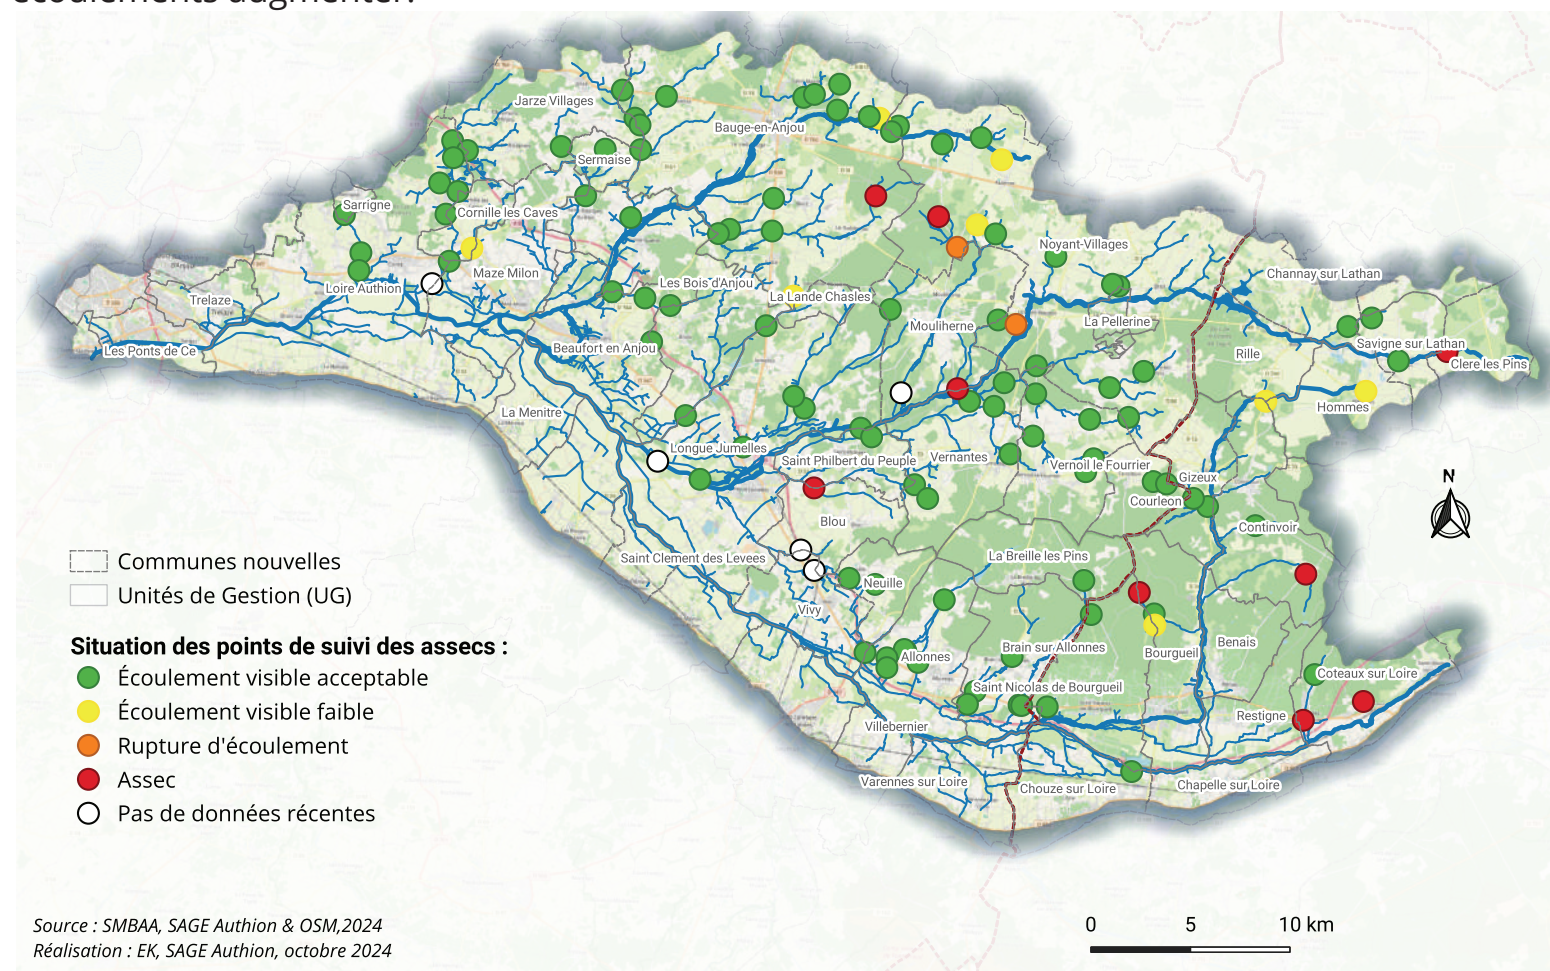 écoulements augmenter.
Jarze Villages
Bauge-en-Anjou
Sermaise
Sarrigne
Cornille les Caves
Noyant-Villages
Maze Milon
Channay sur Lathan
Loire Authion
Les Bois d'Anjou
Trelaze
La Lande Chasles
Mouliherne
La Pellerine
Les Ponts de Ce
Beaufort en Anjou
Savigne sur Lathan
Rille
Clere les Pins
La Menitre
Hommes
Longue Jumelles
Saint Philbert du Peuple
Vernantes
Vernoil le Fourrier
Gizeux
Courleon
Blou
Continvoir
Saint Clement des Levees
La Breille les Pins
Neuille
Vivy
Brain sur Allonnes
Benais
Allonnes
Bourgueil
Coteaux sur Loire
Saint Nicolas de Bourgueil
Restigne
Villebernier
Varennes sur Loire
Chouze sur Loire
Chapelle sur Loire
N
Communes nouvelles
Unités de Gestion (UG)
Situation des points de suivi des assecs :
Écoulement visible acceptable
Écoulement visible faible
Rupture d'écoulement
Assec
Pas de données récentes
Source : SMBAA, SAGE Authion & OSM,2024
Réalisation : EK, SAGE Authion, octobre 2024
0 5 10 km